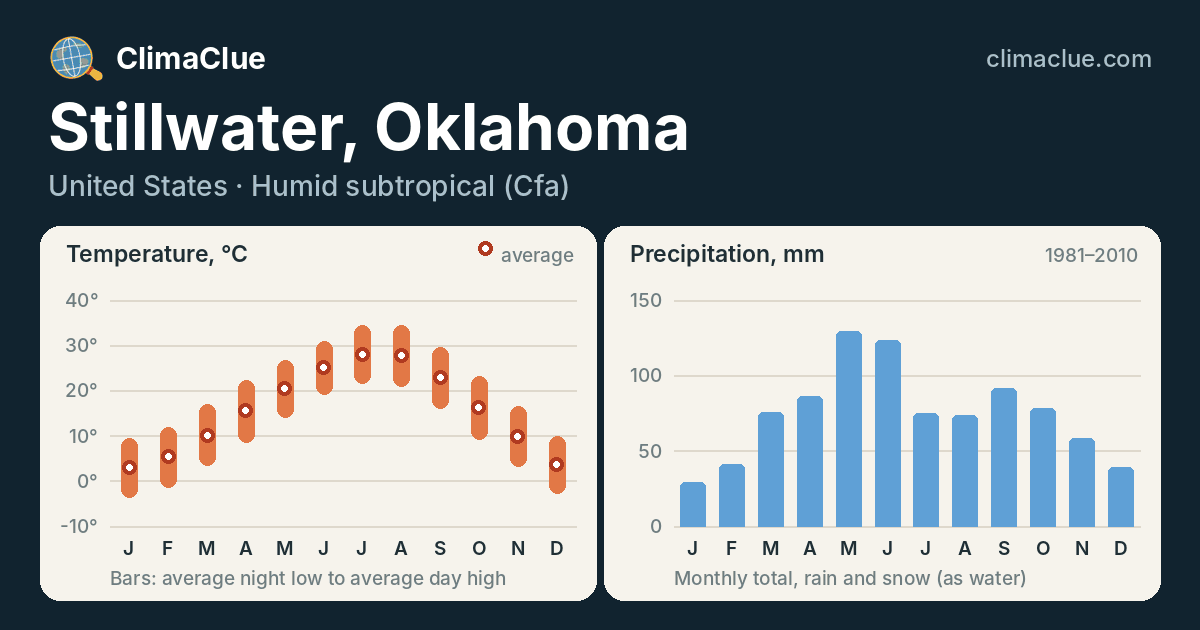 ClimaClue
climaclue.com
Stillwater, Oklahoma
United States · Humid subtropical (Cfa)
Temperature, °C
average
40°
30°
20°
10°
0°
-10°
J F M A M J J A S O N D
Bars: average night low to average day high
Precipitation, mm
1981–2010
150
100
50
0
J F M A M J J A S O N D
Monthly total, rain and snow (as water)